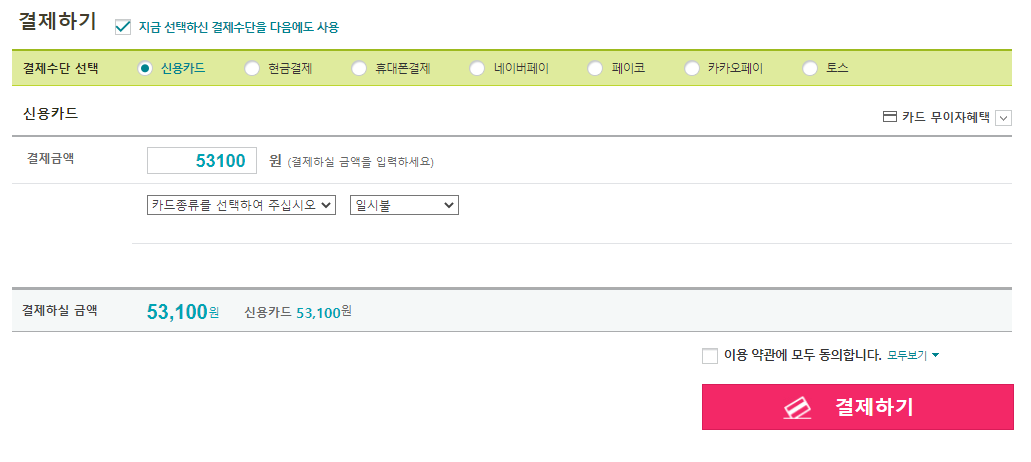 결제하기 지금 선택하신 결제수단을 다음에도 사용
결제수단 선택 신용카드 현금결제 휴대폰결제 네이버페이 페이코 카카오페이 토스
신용카드 카드 무이자혜택
결제금액 53100 원 (결제하실 금액을 입력하세요)
카드종류를 선택하여 주십시오 일시불
결제하실 금액 53,100원 신용카드 53,100원
이용 약관에 모두 동의합니다. 모두보기
결제하기